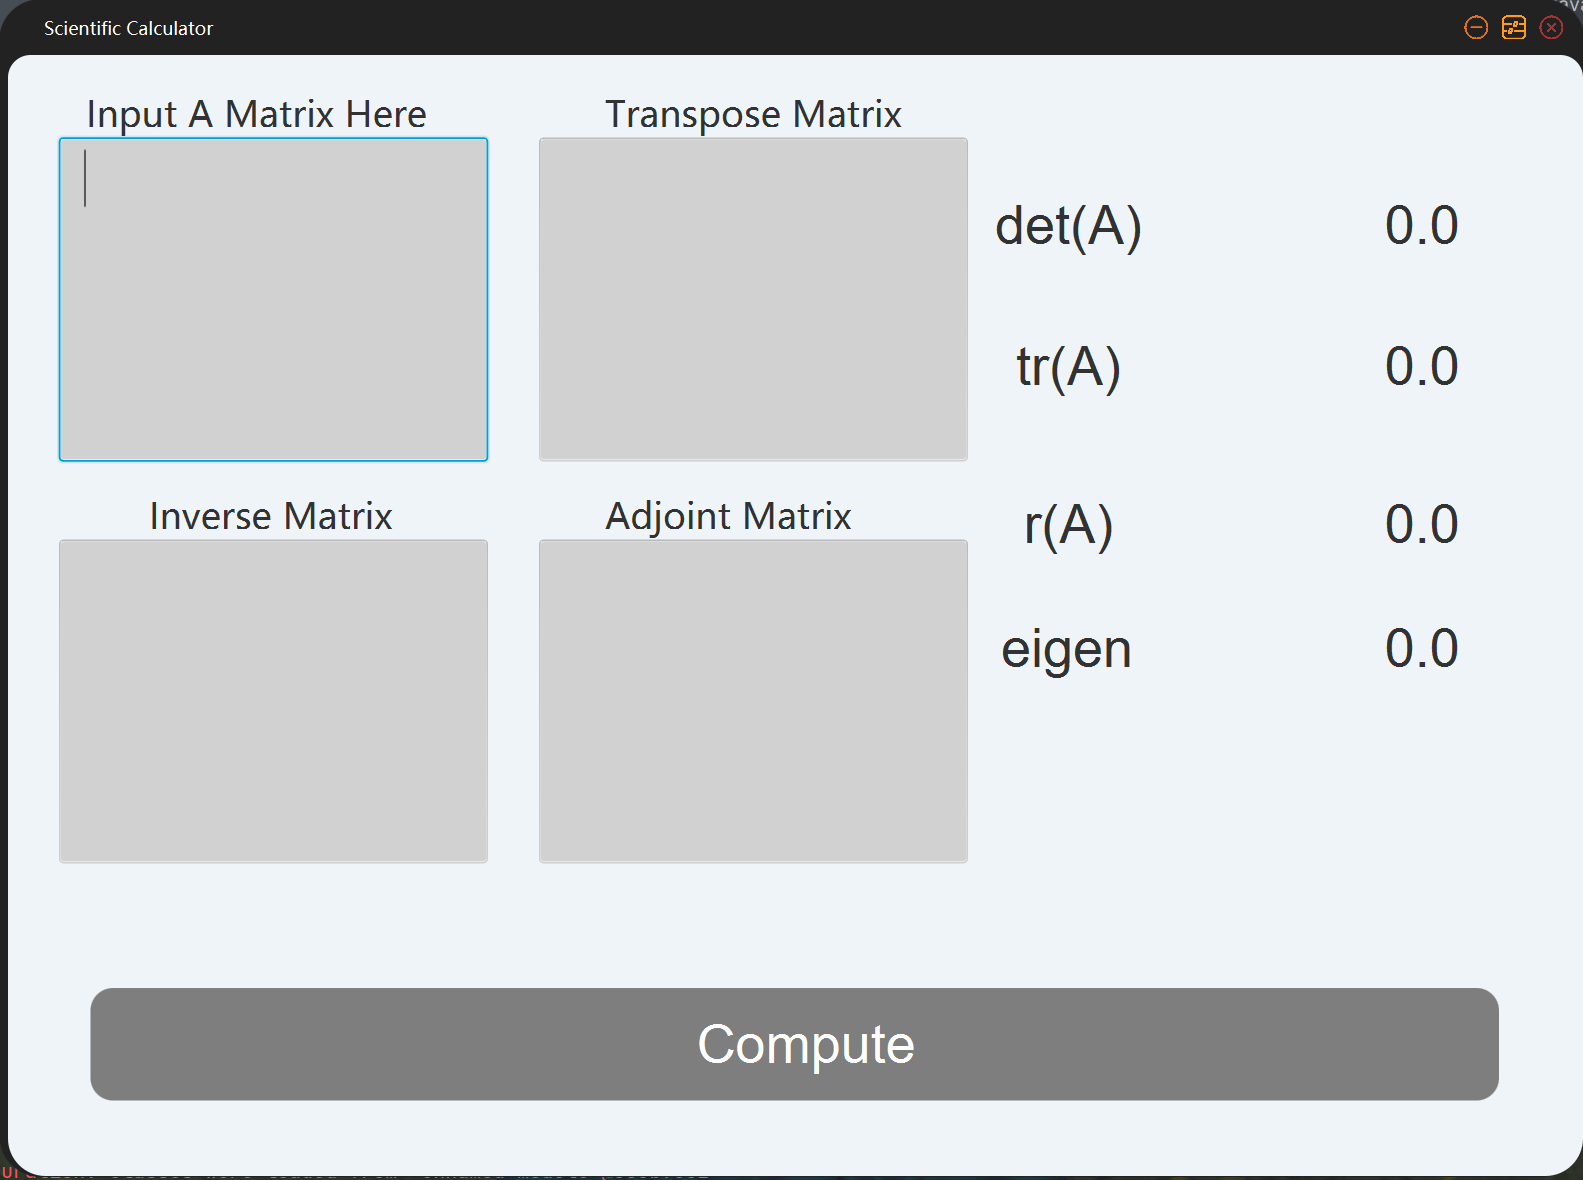 Scientific Calculator
Input A Matrix Here
Transpose Matrix
det(A) 0.0
tr(A) 0.0
Inverse Matrix
Adjoint Matrix
r(A) 0.0
eigen 0.0
Compute